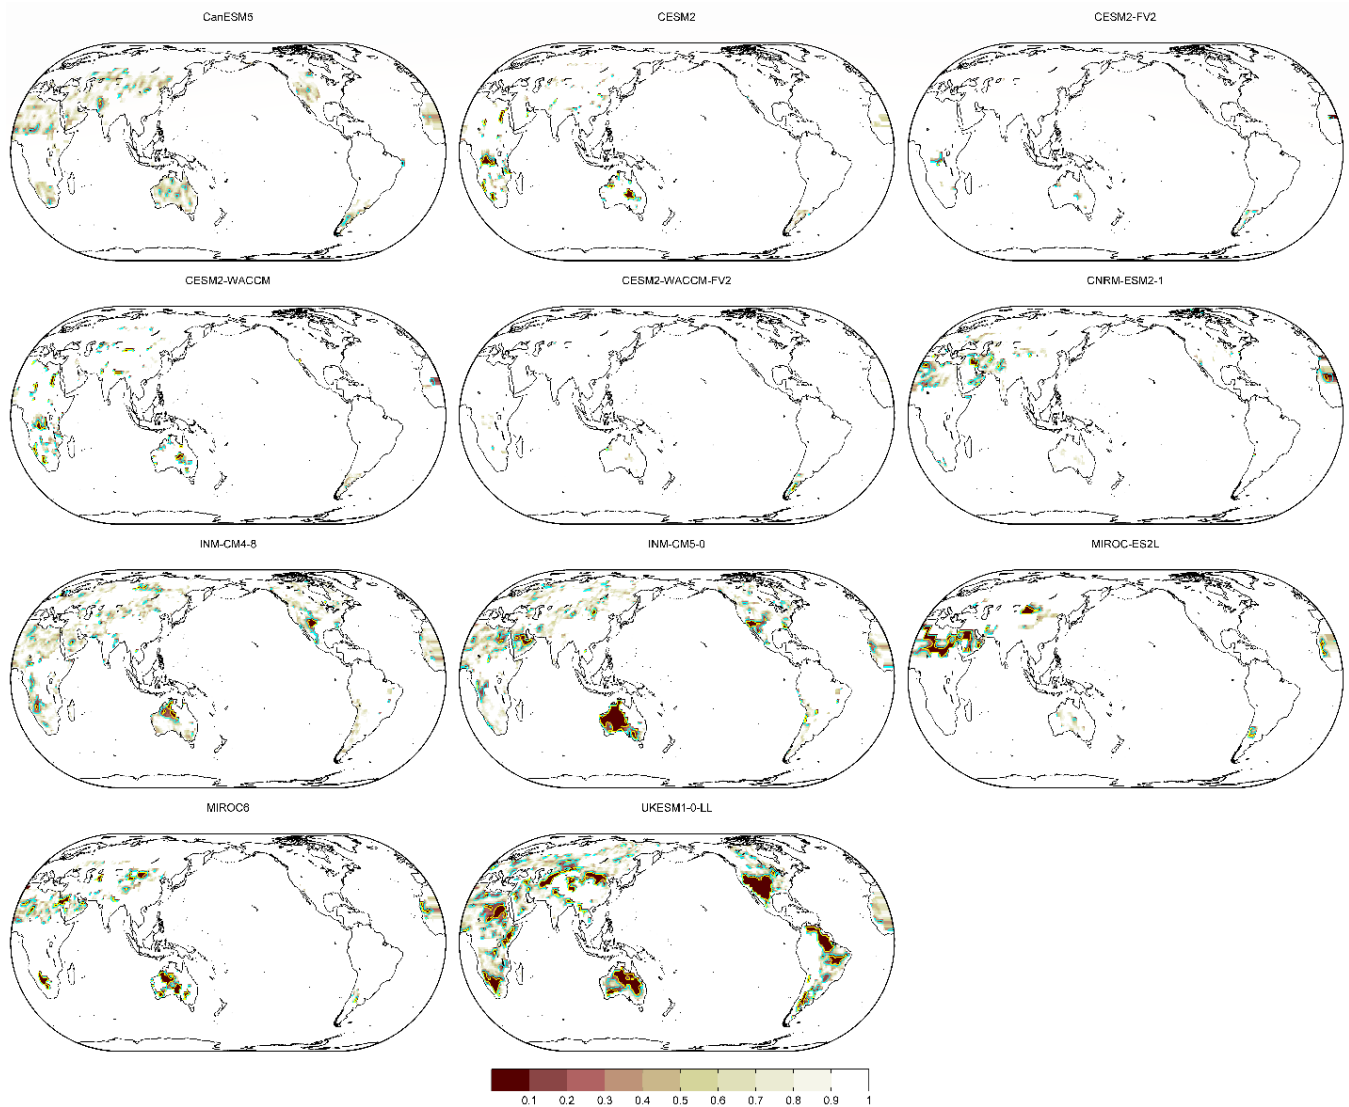 CanESM5 CESM2 CESM2-FV2
CESM2-WACCM CESM2-WACCM-FV2 CNRM-ESM2-1
INM-CM4-8 INM-CM5-0 MIROC-ES2L
MIROC6 UKESM1-0-LL
0.1 0.2 0.3 0.4 0.5 0.6 0.7 0.8 0.9 1